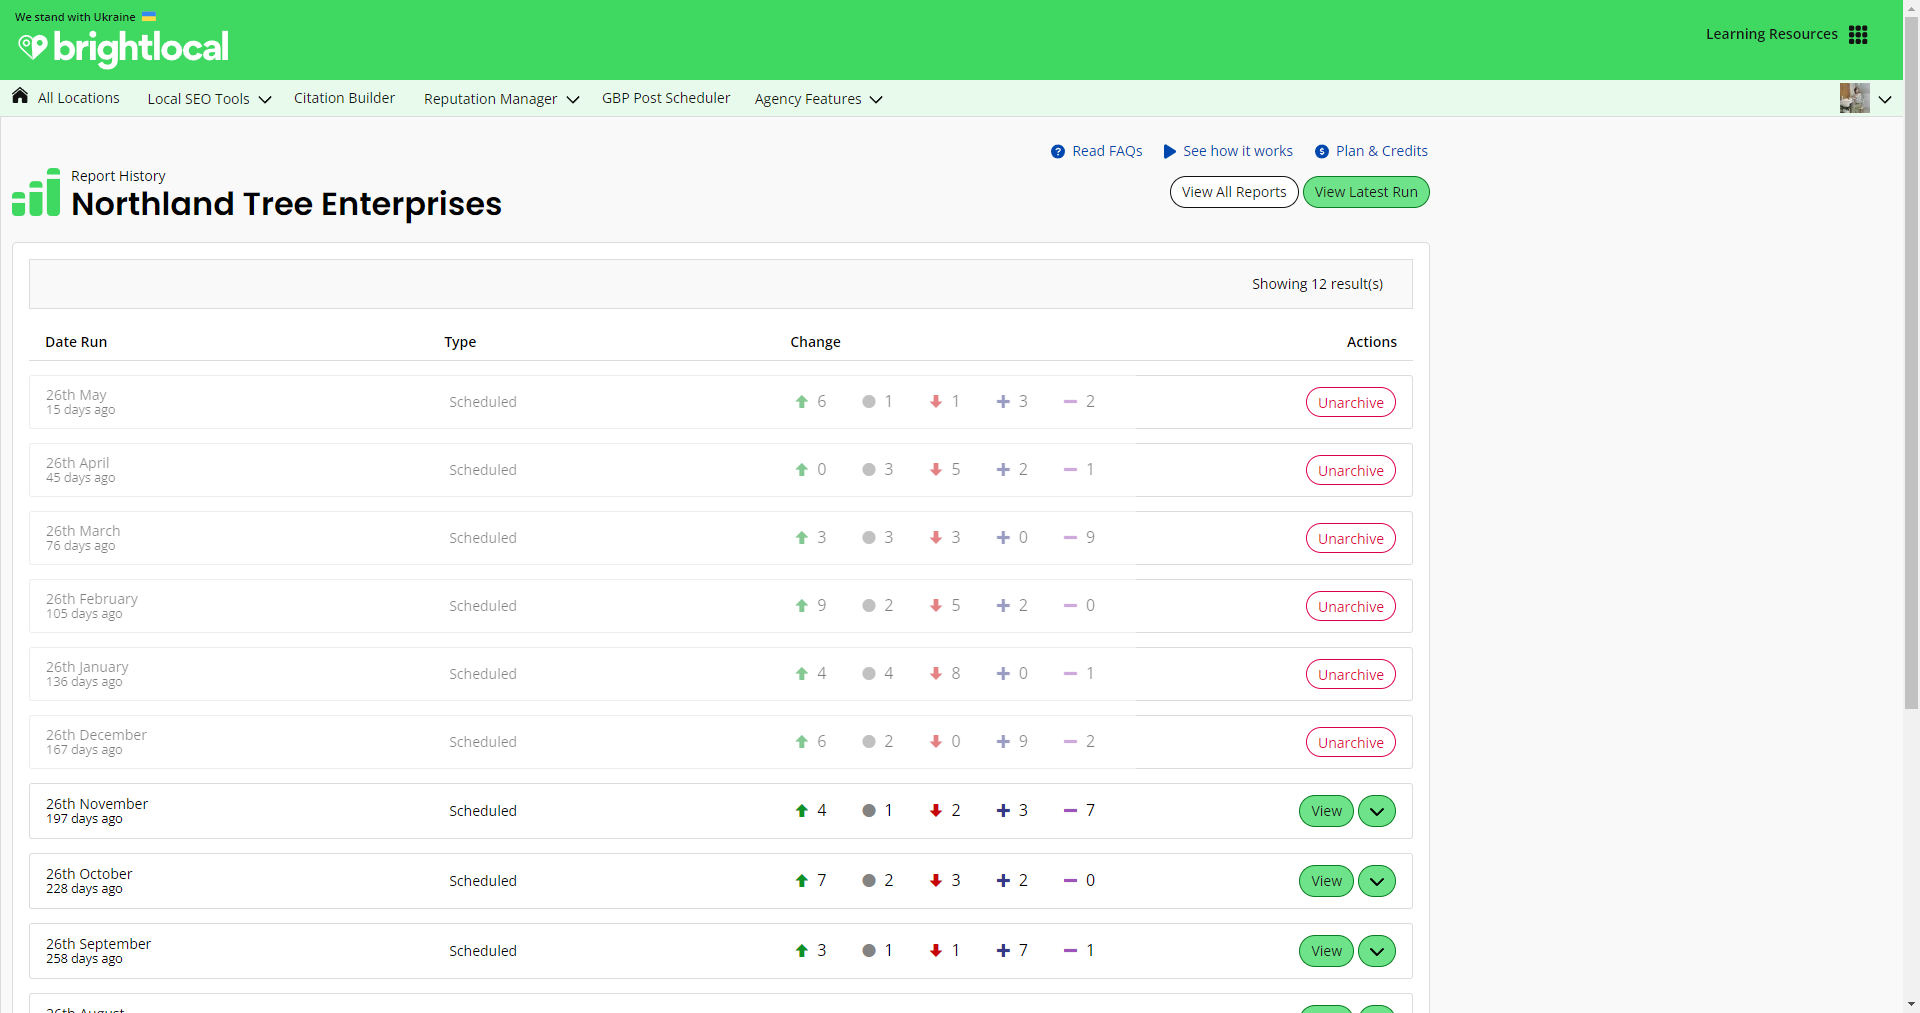 We stand with Ukraine
brightlocal
Learning Resources
All Locations Local SEO Tools Citation Builder Reputation Manager GBP Post Scheduler Agency Features
Read FAQs See how it works Plan & Credits
Report History
Northland Tree Enterprises
View All Reports View Latest Run
Showing 12 result(s)
Date Run Type Change Actions
26th May
15 days ago
Scheduled 6 1 1 3 2 Unarchive
26th April
45 days ago
Scheduled 0 3 5 2 1 Unarchive
26th March
76 days ago
Scheduled 3 3 3 0 9 Unarchive
26th February
105 days ago
Scheduled 9 2 5 2 0 Unarchive
26th January
136 days ago
Scheduled 4 4 8 0 1 Unarchive
26th December
167 days ago
Scheduled 6 2 0 9 2 Unarchive
26th November
197 days ago
Scheduled 4 1 2 3 7 View
26th October
228 days ago
Scheduled 7 2 3 2 0 View
26th September
258 days ago
Scheduled 3 1 1 7 1 View
26th August